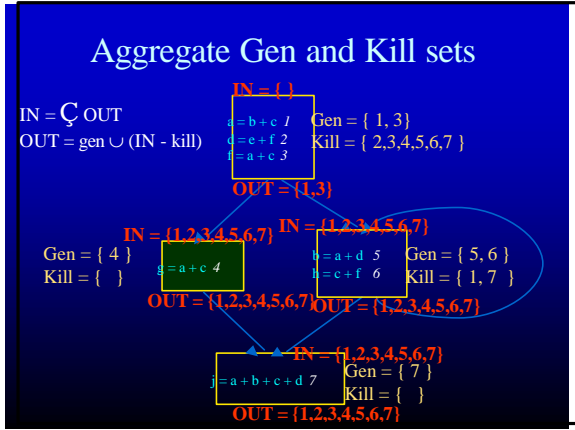 Aggregate Gen and Kill sets
IN = Ç OUT
OUT = gen ∪ (IN - kill)
IN = { }
a = b + c 1
d = e + f 2
f = a + c 3
Gen = { 1, 3}
Kill = { 2,3,4,5,6,7 }
OUT = {1,3}
IN = {1,2,3,4,5,6,7}
Gen = { 4 }
Kill = { }
g = a + c 4
OUT = {1,2,3,4,5,6,7}
IN = {1,2,3,4,5,6,7}
b = a + d 5
h = c + f 6
Gen = { 5, 6 }
Kill = { 1, 7 }
OUT = {1,2,3,4,5,6,7}
IN = {1,2,3,4,5,6,7}
j = a + b + c + d 7
Gen = { 7 }
Kill = { }
OUT = {1,2,3,4,5,6,7}